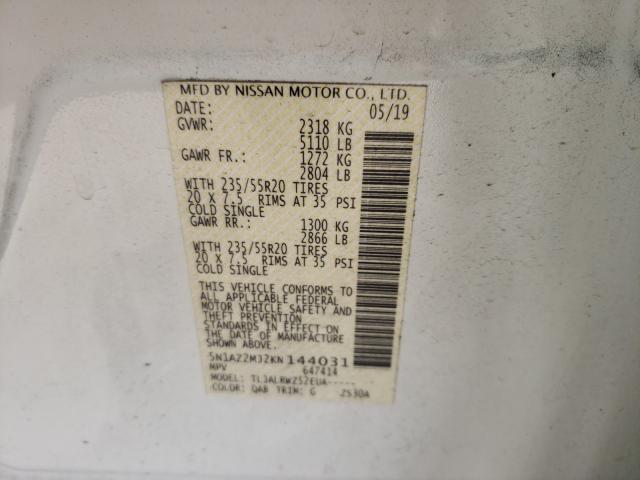 MFD BY NISSAN MOTOR CO., LTD.
DATE: 05/19
GVWR: 2318 KG
5110 LB
GAWR FR.: 1272 KG
2804 LB
WITH 235/55R20 TIRES
20 X 7.5 RIMS AT 35 PSI
COLD SINGLE
GAWR RR.: 1300 KG
2866 LB
WITH 235/55R20 TIRES
20 X 7.5 RIMS AT 35 PSI
COLD SINGLE
THIS VEHICLE CONFORMS TO
ALL APPLICABLE FEDERAL
MOTOR VEHICLE SAFETY AND
THEFT PREVENTION
STANDARDS IN EFFECT ON
THE DATE OF MANUFACTURE
SHOWN ABOVE.
5N1AZ2MJ2KN144031
MPV 647414
MODEL: TL3ALRWZ52EUA-----
COLOR: QAB TRIM: G ZS30A